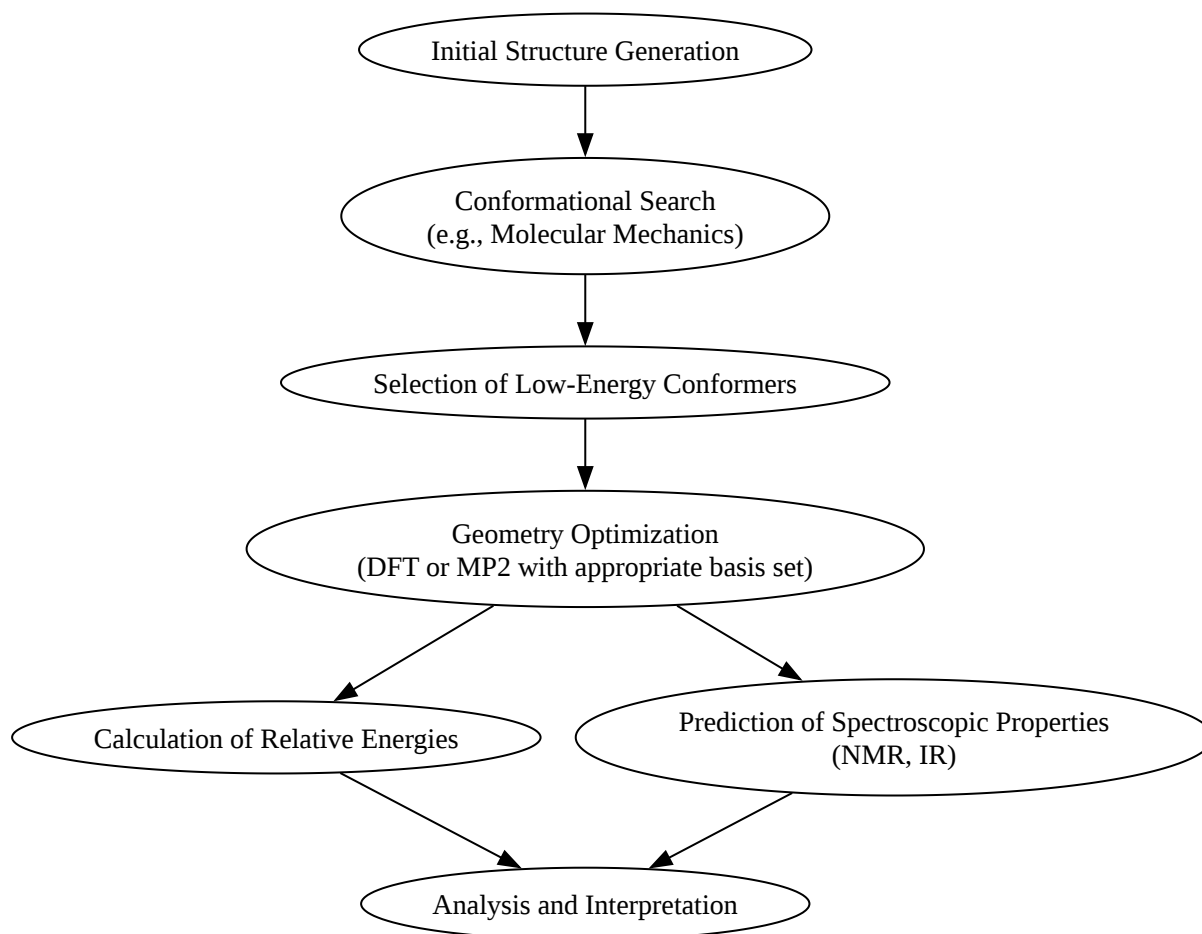 Initial Structure Generation
Conformational Search
(e.g., Molecular Mechanics)
Selection of Low-Energy Conformers
Geometry Optimization
(DFT or MP2 with appropriate basis set)
Calculation of Relative Energies
Prediction of Spectroscopic Properties
(NMR, IR)
Analysis and Interpretation